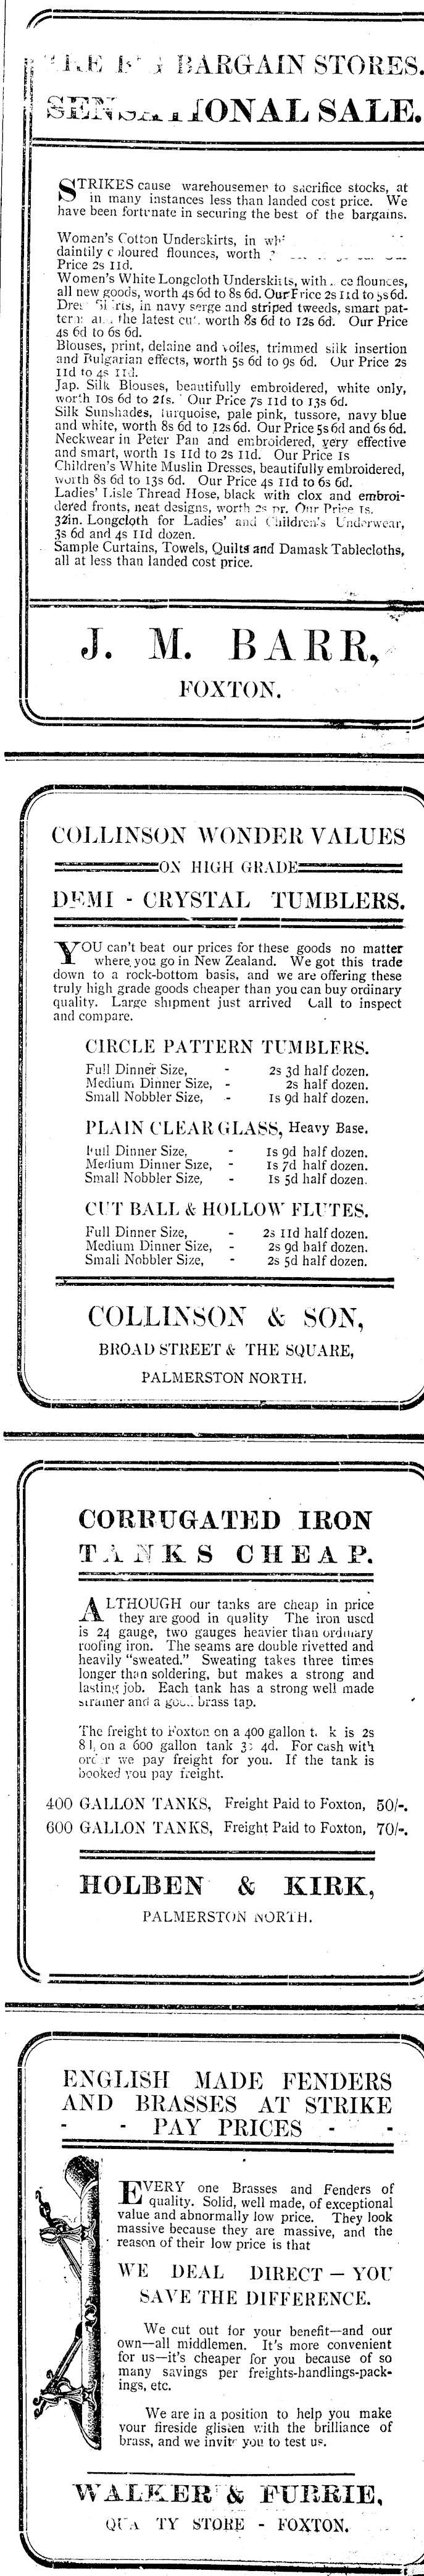 BARGAIN STORES.
SENSATIONAL SALE.
STRIKES cause warehousemen to sacrifice stocks, at
in many instances less than landed cost price. We
have been fortunate in securing the best of the bargains.
Women's Cotton Underskirts, in
daintily coloured flounces, worth
Price 2s 11d.
Women's White Longcloth Underskirts, with flounces,
all new goods, worth 4s 6d to 8s 6d. Our Price 2s 11d to 5s 6d.
in navy serge and striped tweeds, smart pat-
the latest cut. worth 8s 6d to 12s 6d. Our Price
4s 6d to 6s 6d.
Blouses, print, delaine and voiles, trimmed silk insertion
and Bulgarian effects, worth 5s 6d to 9s 6d. Our Price 2s
11d to 4s 11d.
Jap. Silk Blouses, beautifully embroidered, white only,
worth 10s 6d to 21s. Our Price 7s 11d to 13s 6d.
Silk Sunshades, turquoise, pale pink, tussore, navy blue
and white, worth 8s 6d to 12s 6d. Our Price 5s 6d and 6s 6d.
Neckwear in Peter Pan and embroidered, very effective
and smart, worth 1s 11d to 2s 11d. Our Price 1s
Children's White Muslin Dresses, beautifully embroidered,
worth 8s 6d to 13s 6d. Our Price 4s 11d to 6s 6d.
Ladies' Lisle Thread Hose, black with clox and embroi-
dered fronts, neat designs, worth 2s pr. Our Price 1s.
32in. Longcloth for Ladies' and Children's Underwear,
3s 6d and 4s 11d dozen.
Sample Curtains, Towels, Quilts and Damask Tablecloths,
all at less than landed cost price.
J. M. BARR,
FOXTON.
COLLINSON WONDER VALUES
ON HIGH GRADE
DEMI - CRYSTAL TUMBLERS.
YOU can't beat our prices for these goods no matter
where you go in New Zealand. We got this trade
down to a rock-bottom basis, and we are offering these
truly high grade goods cheaper than you can buy ordinary
quality. Large shipment just arrived Call to inspect
and compare.
CIRCLE PATTERN TUMBLERS.
Full Dinner Size, - 2s 3d half dozen.
Medium Dinner Size, - 2s half dozen.
Small Nobbler Size, - 1s 9d half dozen.
PLAIN CLEAR GLASS, Heavy Base.
Full Dinner Size, - 1s 9d half dozen.
Medium Dinner Size, - 1s 7d half dozen.
Small Nobbler Size, - 1s 5d half dozen.
CUT BALL & HOLLOW FLUTES.
Full Dinner Size, - 2s 11d half dozen.
Medium Dinner Size, - 2s 9d half dozen.
Small Nobbler Size, - 2s 5d half dozen.
COLLINSON & SON,
BROAD STREET & THE SQUARE,
PALMERSTON NORTH.
CORRUGATED IRON
TANKS CHEAP.
ALTHOUGH our tanks are cheap in price
they are good in quality The iron used
is 24 gauge, two gauges heavier than ordinary
roofing iron. The seams are double rivetted and
heavily "sweated." Sweating takes three times
longer than soldering, but makes a strong and
lasting job. Each tank has a strong well made
strainer and a good brass tap.
The freight to Foxton on a 400 gallon tank is 2s
8d, on a 600 gallon tank 3s 4d. For cash with
order we pay freight for you. If the tank is
booked you pay freight.
400 GALLON TANKS, Freight Paid to Foxton, 50/-.
600 GALLON TANKS, Freight Paid to Foxton, 70/-.
HOLBEN & KIRK,
PALMERSTON NORTH.
ENGLISH MADE FENDERS
AND BRASSES AT STRIKE
- - PAY PRICES - -
EVERY one Brasses and Fenders of
quality. Solid, well made, of exceptional
value and abnormally low price. They look
massive because they are massive, and the
reason of their low price is that
WE DEAL DIRECT — YOU
SAVE THE DIFFERENCE.
We cut out for your benefit—and our
own—all middlemen. It's more convenient
for us—it's cheaper for you because of so
many savings per freights-handlings-pack-
ings, etc.
We are in a position to help you make
your fireside glisten with the brilliance of
brass, and we invite you to test us.
WALKER & FURRIE,
QUALITY STORE - FOXTON.